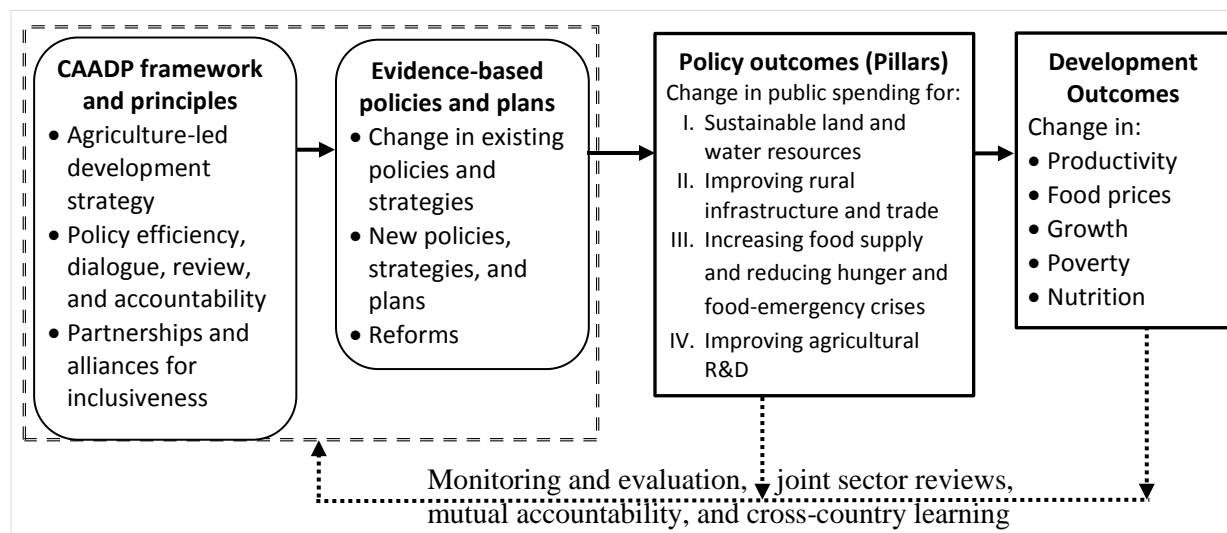 CAADP framework
and principles
• Agriculture-led
development
strategy
• Policy efficiency,
dialogue, review,
and accountability
• Partnerships and
alliances for
inclusiveness
Evidence-based
policies and plans
• Change in existing
policies and
strategies
• New policies,
strategies, and
plans
• Reforms
Policy outcomes (Pillars)
Change in public spending for:
I. Sustainable land and
water resources
II. Improving rural
infrastructure and trade
III. Increasing food supply
and reducing hunger and
food-emergency crises
IV. Improving agricultural
R&D
Development
Outcomes
Change in:
• Productivity
• Food prices
• Growth
• Poverty
• Nutrition
Monitoring and evaluation, joint sector reviews,
mutual accountability, and cross-country learning